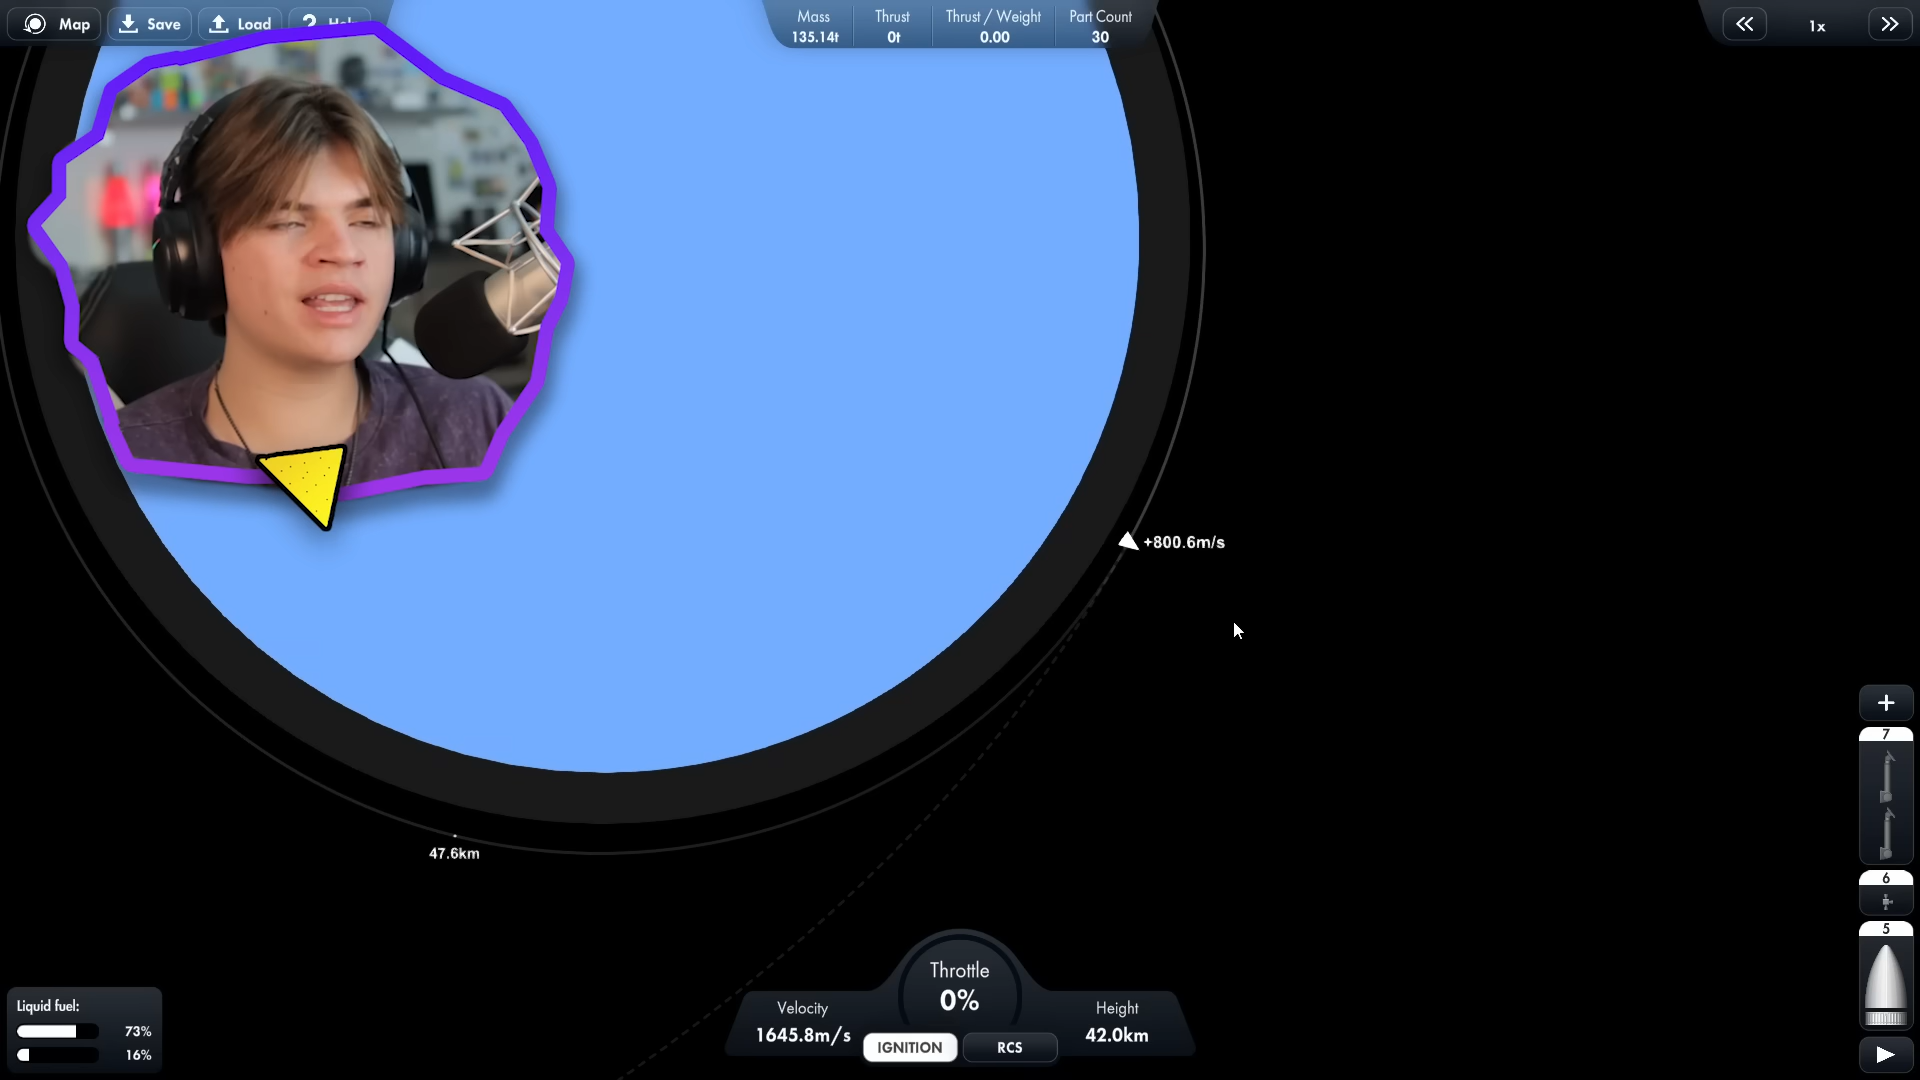 Map
Save
Load
Help
Mass
135.14t
Thrust
0t
Thrust / Weight
0.00
Part Count
30
1x
+800.6m/s
47.6km
7
6
5
Liquid fuel:
73%
16%
Throttle
0%
Velocity
1645.8m/s
Height
42.0km
IGNITION
RCS